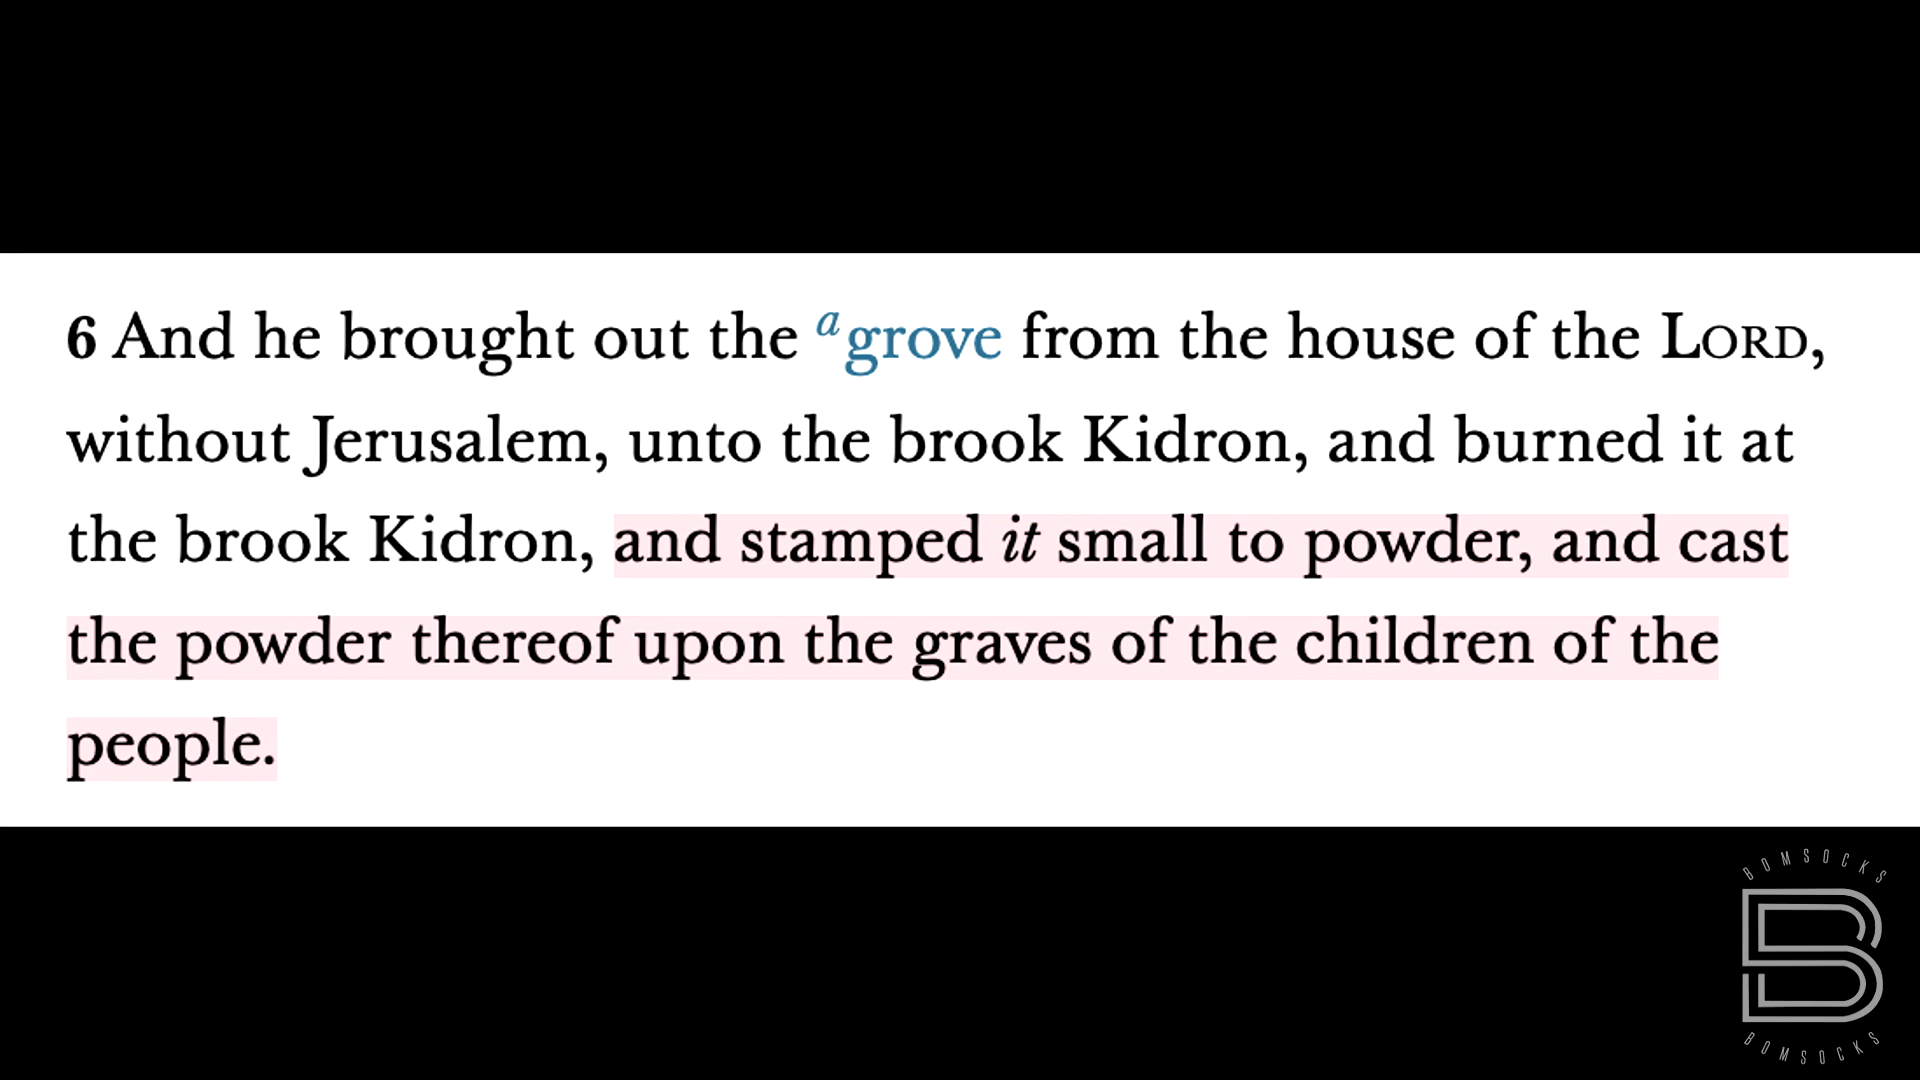 6 And he brought out the a grove from the house of the LORD,
without Jerusalem, unto the brook Kidron, and burned it at
the brook Kidron, and stamped it small to powder, and cast
the powder thereof upon the graves of the children of the
people.
BOMSOCKS
B
BOMSOCKS